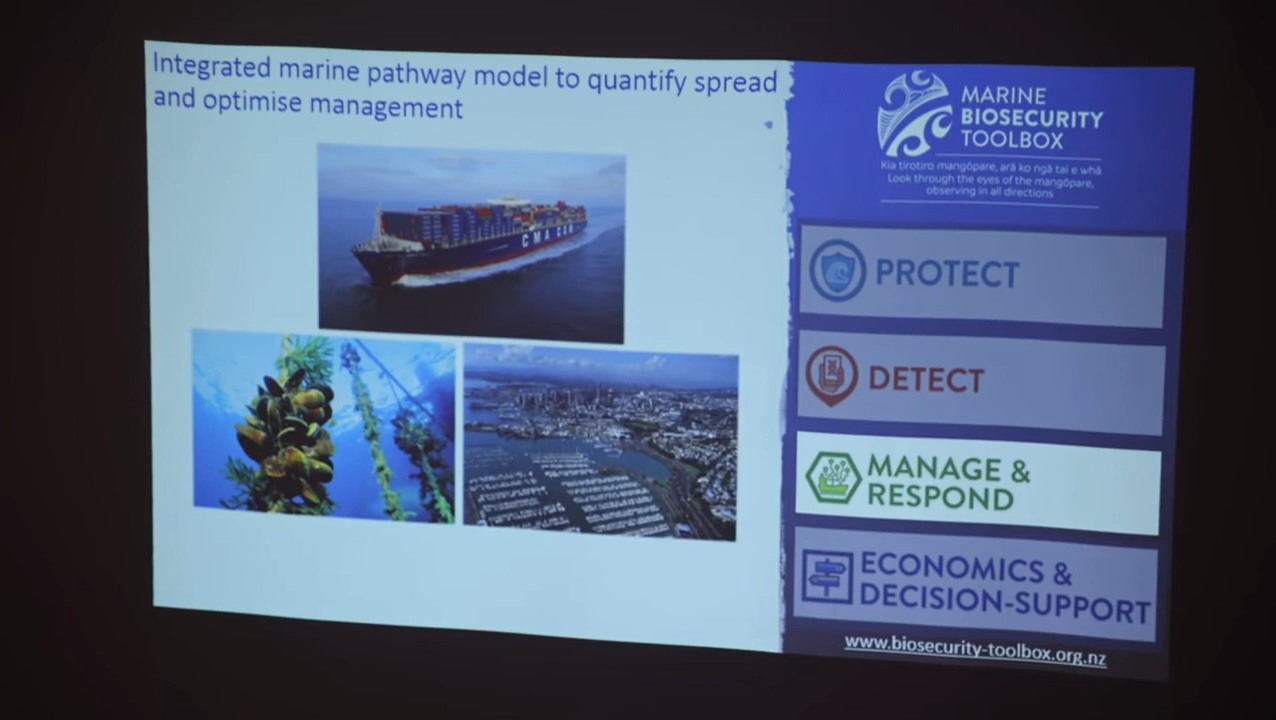 Integrated marine pathway model to quantify spread
and optimise management
CMA CGM
MARINE
BIOSECURITY
TOOLBOX
Kia tirotiro mangōpare, arā ko ngā tai e whā
Look through the eyes of the mangōpare,
observing in all directions
PROTECT
DETECT
MANAGE &
RESPOND
ECONOMICS &
DECISION-SUPPORT
www.biosecurity-toolbox.org.nz